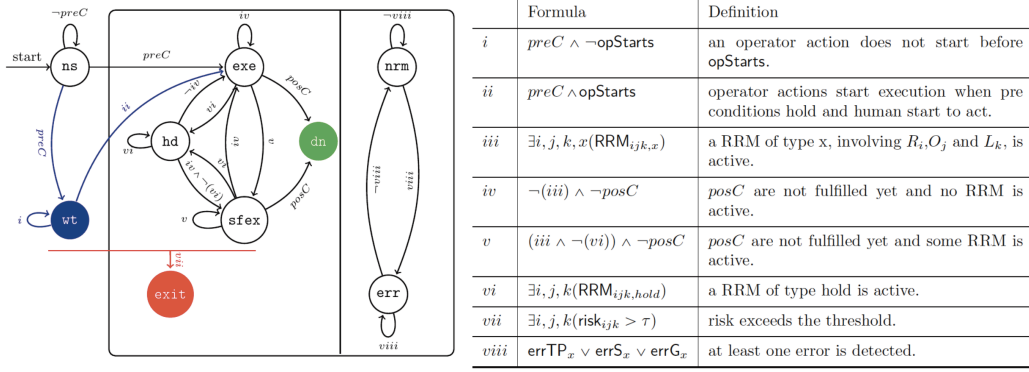 ¬preC
iv
¬viii
start
ns
preC
exe
nrm
ii
¬iv
vi
posC
hd
dn
vi
iv
v
preC
iv ∧ ¬(vi)
vi
posC
¬viii
viii
i
wt
v
sfex
vii
exit
err
viii
Formula Definition
i preC ∧ ¬opStarts an operator action does not start before
opStarts.
ii preC ∧ opStarts operator actions start execution when pre
conditions hold and human start to act.
iii ∃i, j, k, x(RRM_{ijk,x}) a RRM of type x, involving R_i,O_j and L_k, is
active.
iv ¬(iii) ∧ ¬posC posC are not fulfilled yet and no RRM is
active.
v (iii ∧ ¬(vi)) ∧ ¬posC posC are not fulfilled yet and some RRM is
active.
vi ∃i, j, k(RRM_{ijk,hold}) a RRM of type hold is active.
vii ∃i, j, k(risk_{ijk} > τ) risk exceeds the threshold.
viii errTP_x ∨ errS_x ∨ errG_x at least one error is detected.